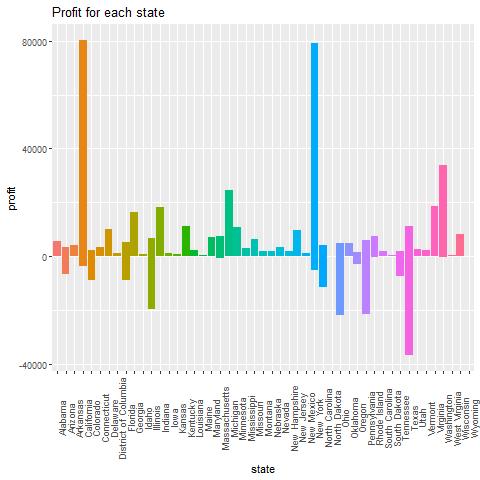 Profit for each state
profit
80000
40000
0
-40000
Alabama
Arizona
Arkansas
California
Colorado
Connecticut
Delaware
District of Columbia
Florida
Georgia
Idaho
Illinois
Indiana
Iowa
Kansas
Kentucky
Louisiana
Maine
Maryland
Massachusetts
Michigan
Minnesota
Mississippi
Missouri
Montana
Nebraska
Nevada
New Hampshire
New Jersey
New Mexico
New York
North Carolina
North Dakota
Ohio
Oklahoma
Oregon
Pennsylvania
Rhode Island
South Carolina
South Dakota
Tennessee
Texas
Utah
Vermont
Virginia
Washington
West Virginia
Wisconsin
Wyoming
state